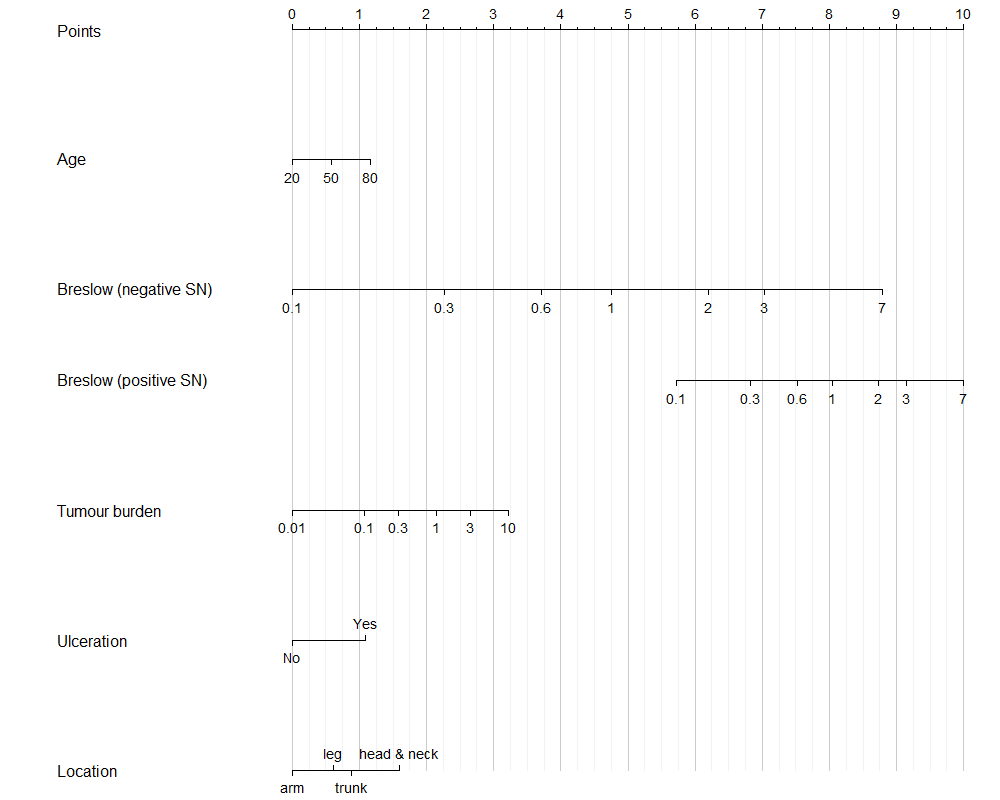 0 1 2 3 4 5 6 7 8 9 10
Points
Age
20 50 80
Breslow (negative SN)
0.1 0.3 0.6 1 2 3 7
Breslow (positive SN)
0.1 0.3 0.6 1 2 3 7
Tumour burden
0.01 0.1 0.3 1 3 10
Yes
Ulceration
No
leg head & neck
Location
arm trunk